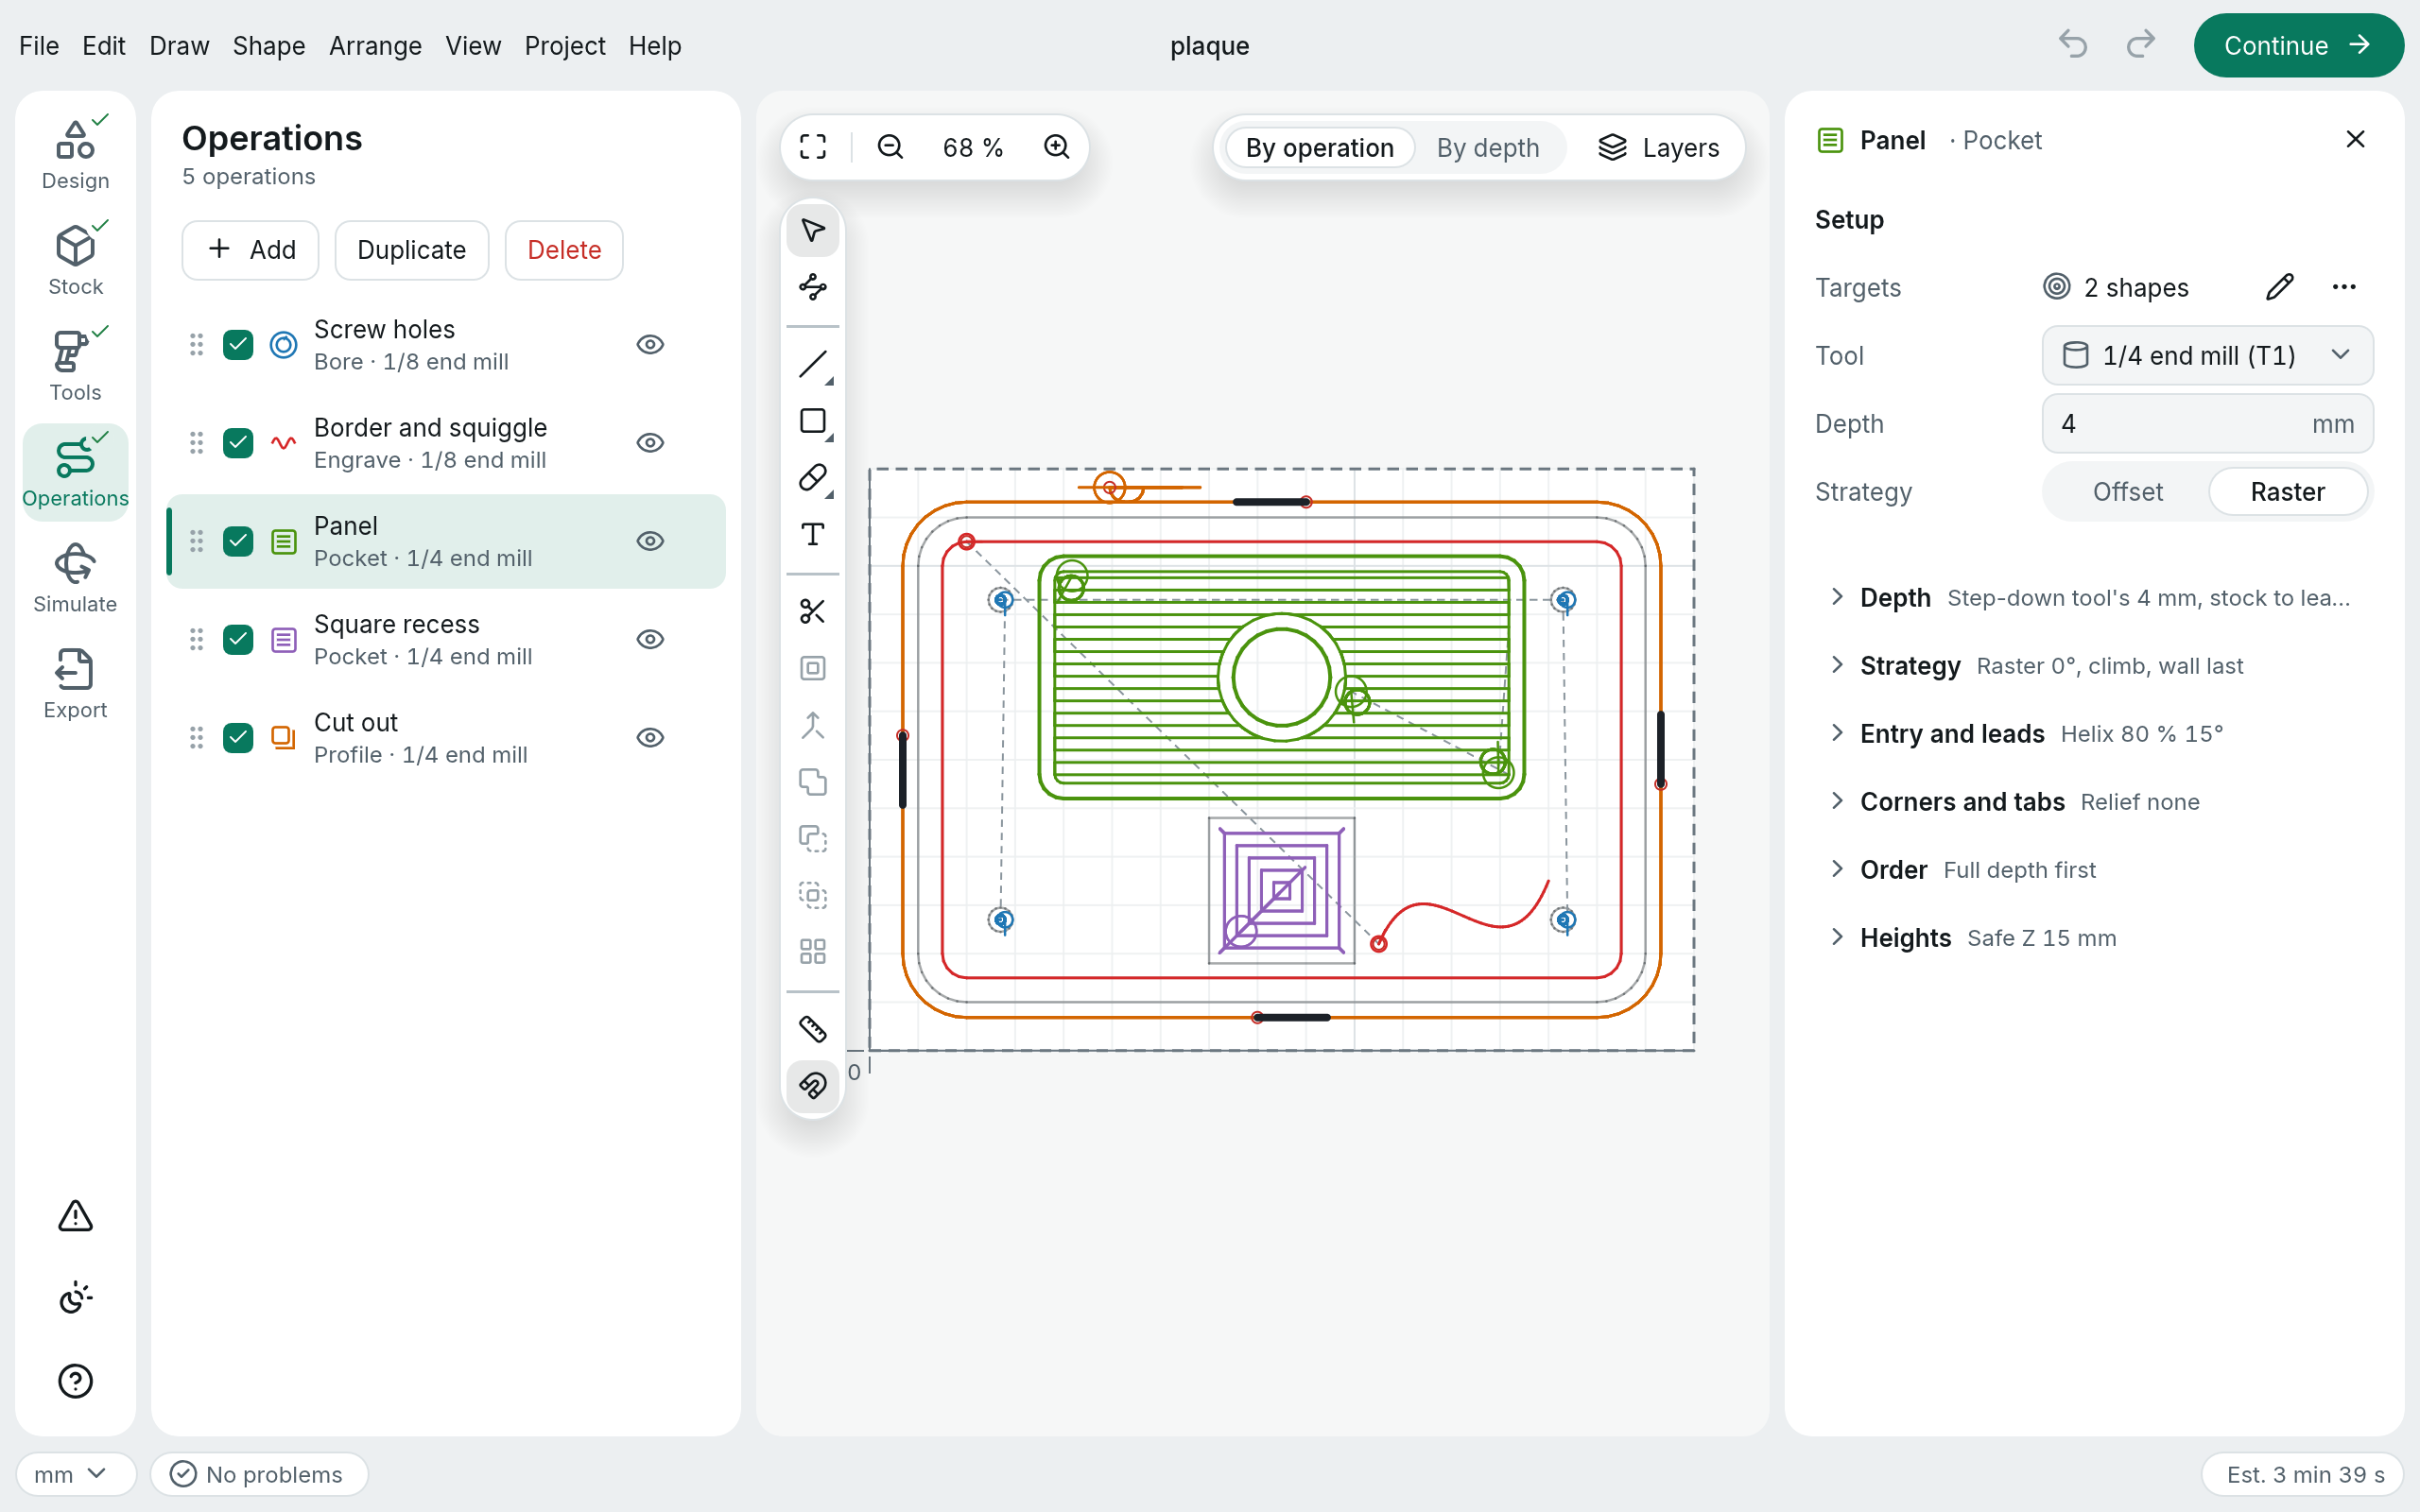 File Edit Draw Shape Arrange View Project Help
plaque
Continue
Design
Stock
Tools
Operations
Simulate
Export
Operations
5 operations
Add
Duplicate
Delete
Screw holes
Bore · 1/8 end mill
Border and squiggle
Engrave · 1/8 end mill
Panel
Pocket · 1/4 end mill
Square recess
Pocket · 1/4 end mill
Cut out
Profile · 1/4 end mill
68 %
By operation
By depth
Layers
0
Panel · Pocket
Setup
Targets 2 shapes
Tool 1/4 end mill (T1)
Depth 4 mm
Strategy Offset Raster
Depth Step-down tool's 4 mm, stock to lea...
Strategy Raster 0°, climb, wall last
Entry and leads Helix 80 % 15°
Corners and tabs Relief none
Order Full depth first
Heights Safe Z 15 mm
mm
No problems
Est. 3 min 39 s